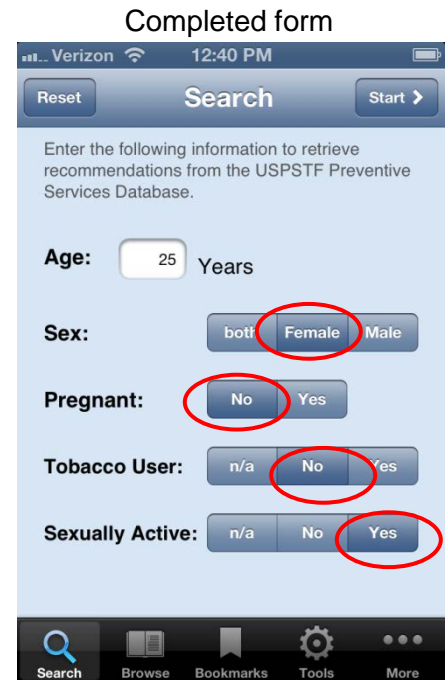 Completed form
Verizon 12:40 PM
Reset Search Start
Enter the following information to retrieve
recommendations from the USPSTF Preventive
Services Database.
Age: 25 Years
Sex: both Female Male
Pregnant: No Yes
Tobacco User: n/a No Yes
Sexually Active: n/a No Yes
Search Browse Bookmarks Tools More